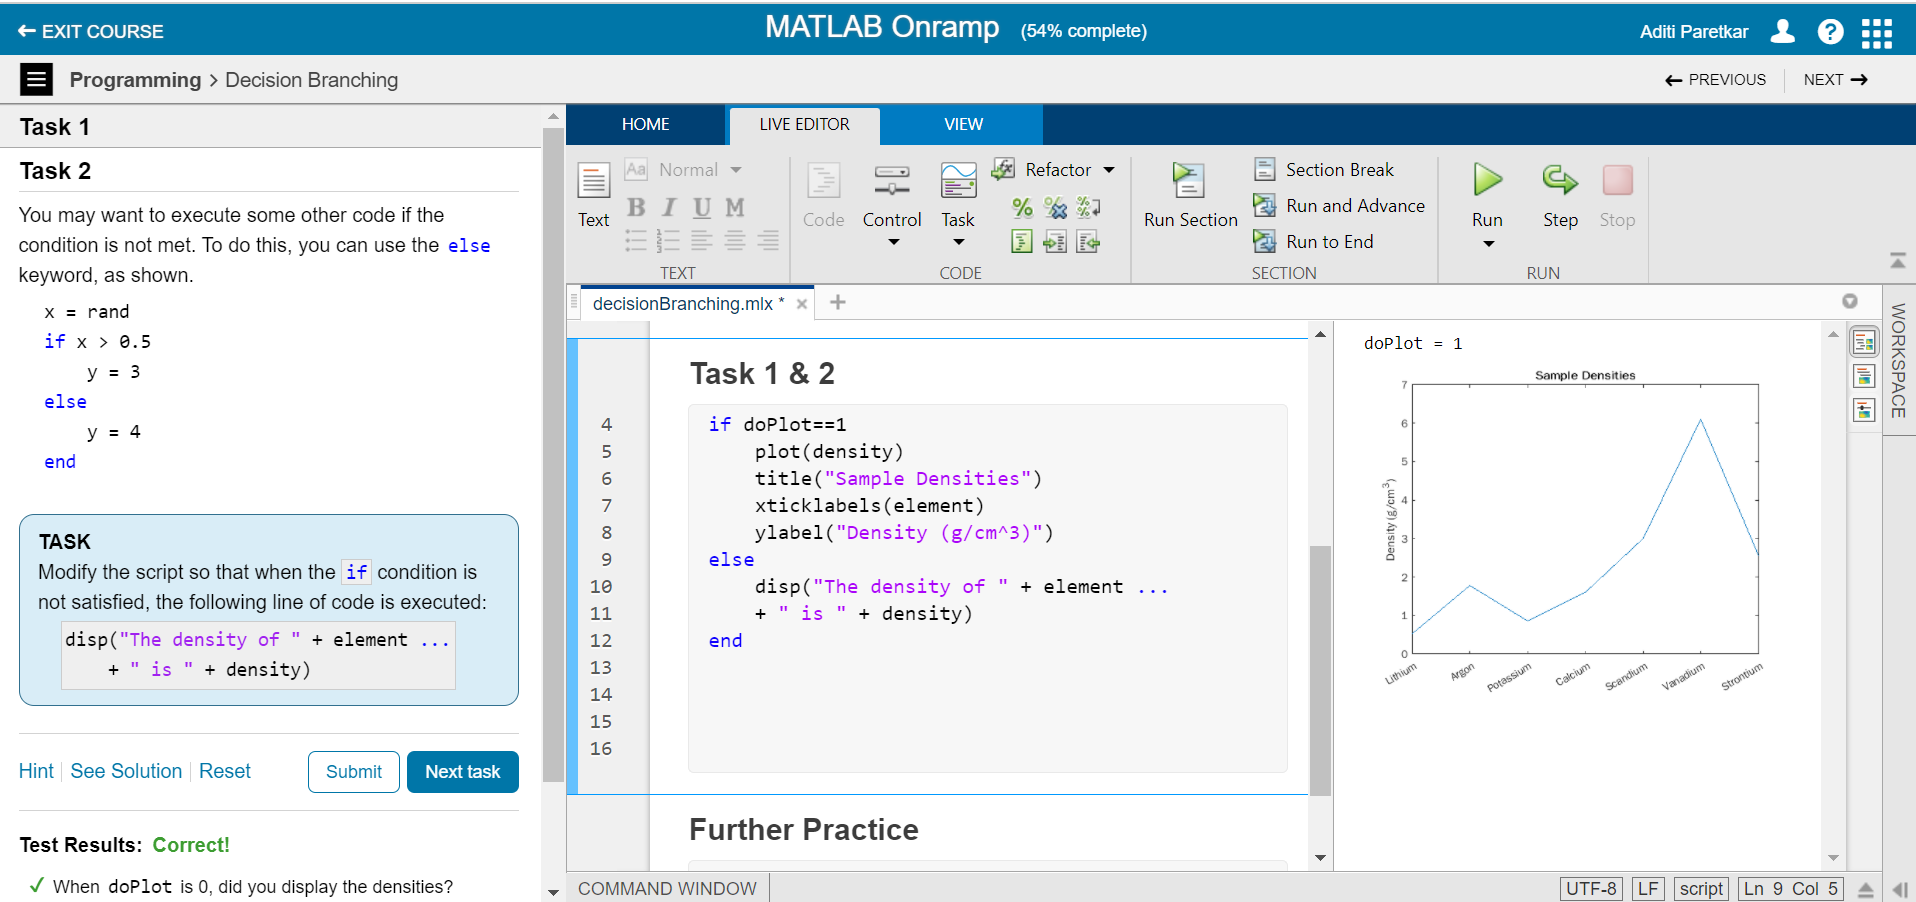 ← EXIT COURSE
MATLAB Onramp (54% complete)
Aditi Paretkar
?
Programming > Decision Branching
← PREVIOUS
NEXT →
Task 1
Task 2
You may want to execute some other code if the
condition is not met. To do this, you can use the else
keyword, as shown.
x = rand
if x > 0.5
y = 3
else
y = 4
end
TASK
Modify the script so that when the if condition is
not satisfied, the following line of code is executed:
disp("The density of " + element ...
+ " is " + density)
Hint
See Solution
Reset
Submit
Next task
Test Results: Correct!
✓ When doPlot is 0, did you display the densities?
HOME
LIVE EDITOR
VIEW
Text
Aa Normal
B I U M
TEXT
Code
Control
Task
Refactor
CODE
Run Section
Section Break
Run and Advance
Run to End
SECTION
Run
Step
Stop
RUN
decisionBranching.mlx * ×
+
Task 1 & 2
4 if doPlot==1
5 plot(density)
6 title("Sample Densities")
7 xticklabels(element)
8 ylabel("Density (g/cm^3)")
9 else
10 disp("The density of " + element ...
11 + " is " + density)
12 end
13
14
15
16
Further Practice
doPlot = 1
Sample Densities
7
6
5
4
3
2
1
0
Density (g/cm³)
Lithium
Argon
Potassium
Calcium
Scandium
Vanadium
Strontium
WORKSPACE
COMMAND WINDOW
UTF-8
LF
script
Ln 9 Col 5